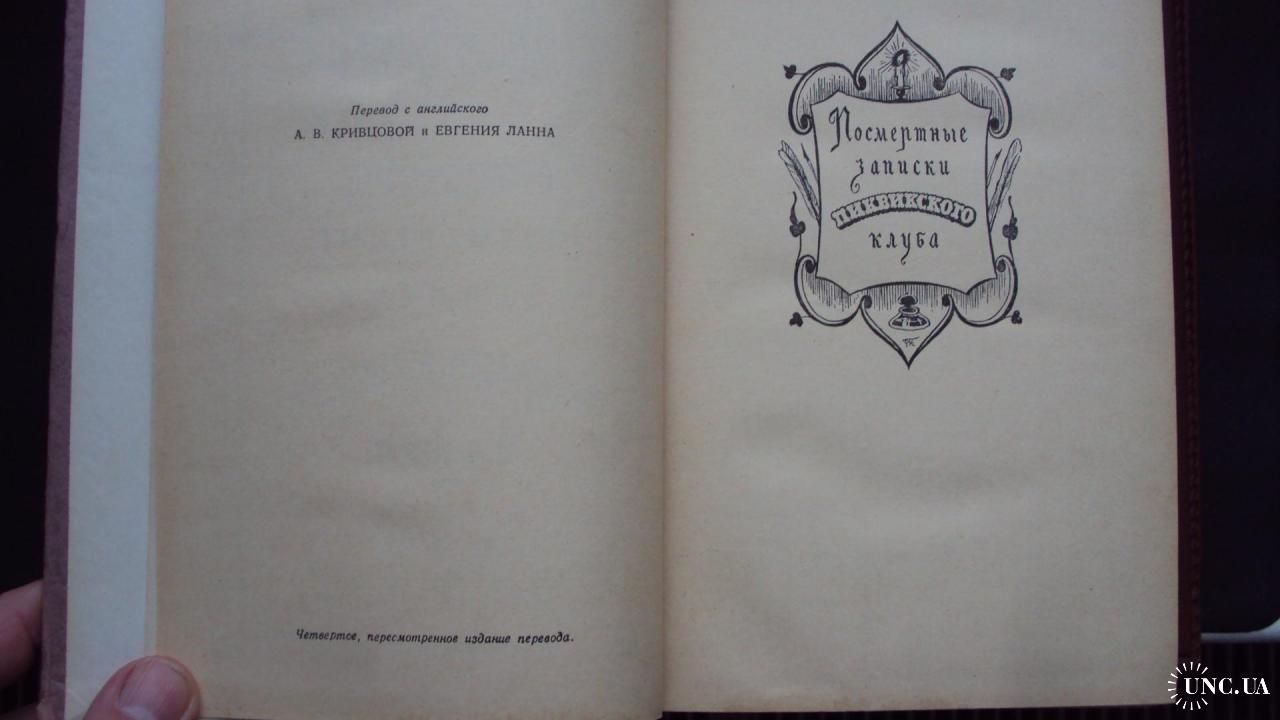 Перевод с английского
А. В. КРИВЦОВОЙ и ЕВГЕНИЯ ЛАННА
Четвертое, пересмотренное издание перевода.
Посмертные
записки
ПИКВИКСКОГО
клуба
UNC.UA